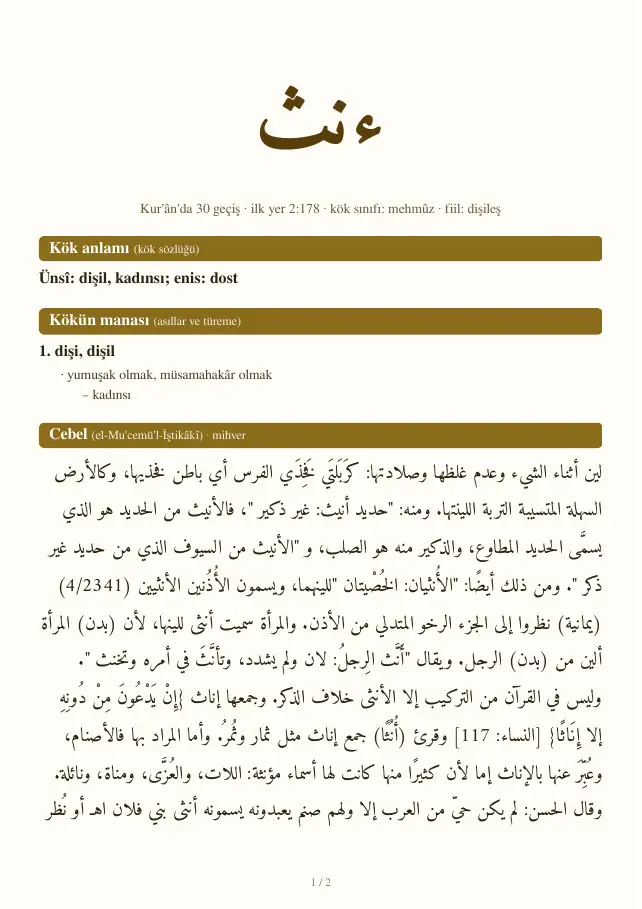 ءنث
Kur'ân'da 30 geçiş · ilk yer 2:178 · kök sınıfı: mehmûz · fiil: dişileş
Kök anlamı (kök sözlüğü)
Ünsî: dişil, kadınsı; enis: dost
Kökün manası (asıllar ve türeme)
1. dişi, dişil
· yumuşak olmak, müsamahakâr olmak
– kadınsı
Cebel (el-Mu'cemü'l-İştikâkî) · mihver
لين أثناء الشيء وعدم غلظها وصلادتها: كرَبَلَتَي فَخِذَي الفرس أي باطن فخذيها، وكالأرض
السهلة المتسيبة التربة اللينتها. ومنه: "حديد أنيث: غير ذكير "، فالأنيث من الحديد هو الذي
يسمَّى الحديد المطاوع، والذكير منه هو الصلب، و "الأنيث من السيوف الذي من حديد غير
ذكر ". ومن ذلك أيضًا: "الأُنثيان: الخُصْيتان "للينهما، ويسمون الأُذنين الأنثيين (4/2341)
(يمانية) نظروا إلى الجزء الرخو المتدلي من الأذن. والمرأة سميت أنثى للينها، لأن (بدن) المرأة
ألين من (بدن) الرجل. ويقال "أَنَّث الرجلُ: لان ولم يشدد، وتأنَّثَ في أمره وتخنث ".
وليس في القرآن من التركيب إلا الأنثى خلاف الذكر. وجمعها إناث {إِنْ يَدْعُونَ مِنْ دُونِهِ
إلا إِنَاثًا} [النساء: 117] وقرئ (أُنُثًا) جمع إناث مثل ثمار وثُمرُ. وأما المراد بها فالأصنام،
وعُبِّرَ عنها بالإناث إما لأن كثيرًا منها كانت لها أسماء مؤنثة: اللات، والعُزَّى، ومناة، ونائلة.
وقال الحسن: لم يكن حيّ من العرب إلا ولهم صنم يعبدونه يسمونه أنثى بني فلان اهـ أو نُظر
1 / 2